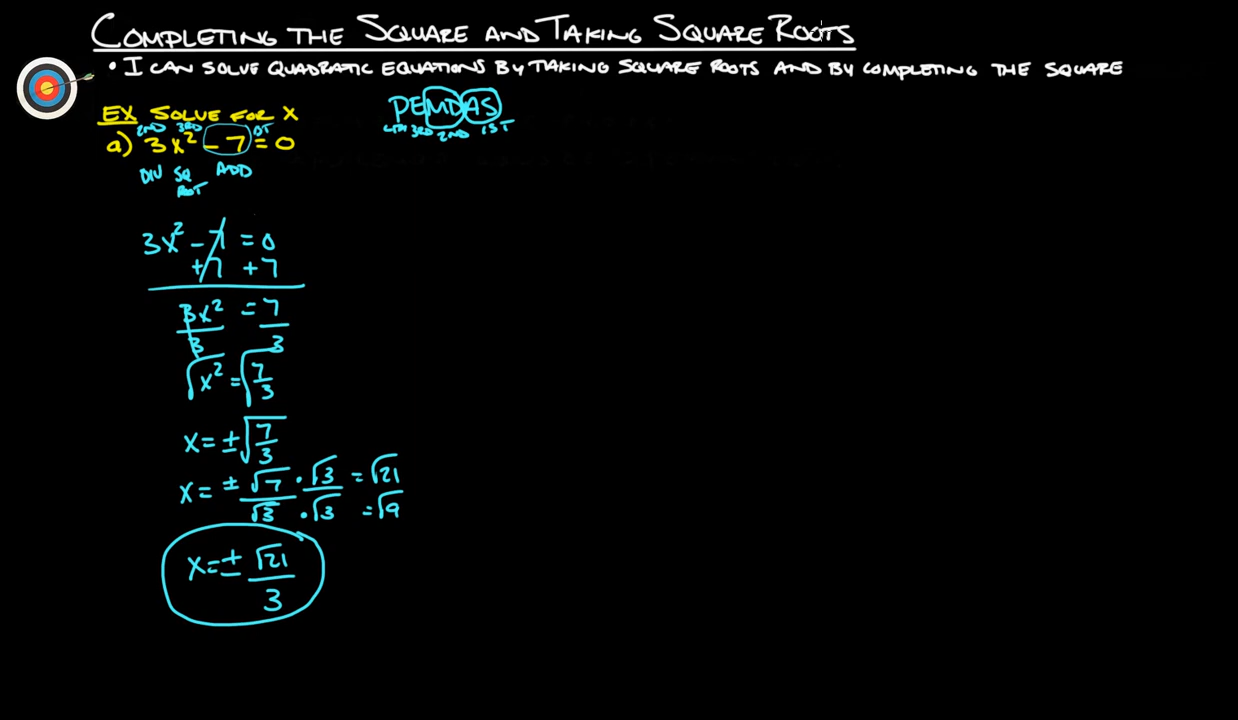 COMPLETING THE SQUARE AND TAKING SQUARE ROOTS
• I CAN SOLVE QUADRATIC EQUATIONS BY TAKING SQUARE ROOTS AND BY COMPLETING THE SQUARE
EX SOLVE FOR X
PEMDAS
4TH 3RD 2ND 1ST
2ND 3RD 1ST
a) 3x² - 7 = 0
DIV SQ ROOT ADD
3x² - 7 = 0
+7 +7
3x² = 7
3 3
√x² = √7/3
x = ± √7/3
x = ± √7/√3 · √3/√3 = √21 = √9
x = ± √21/3